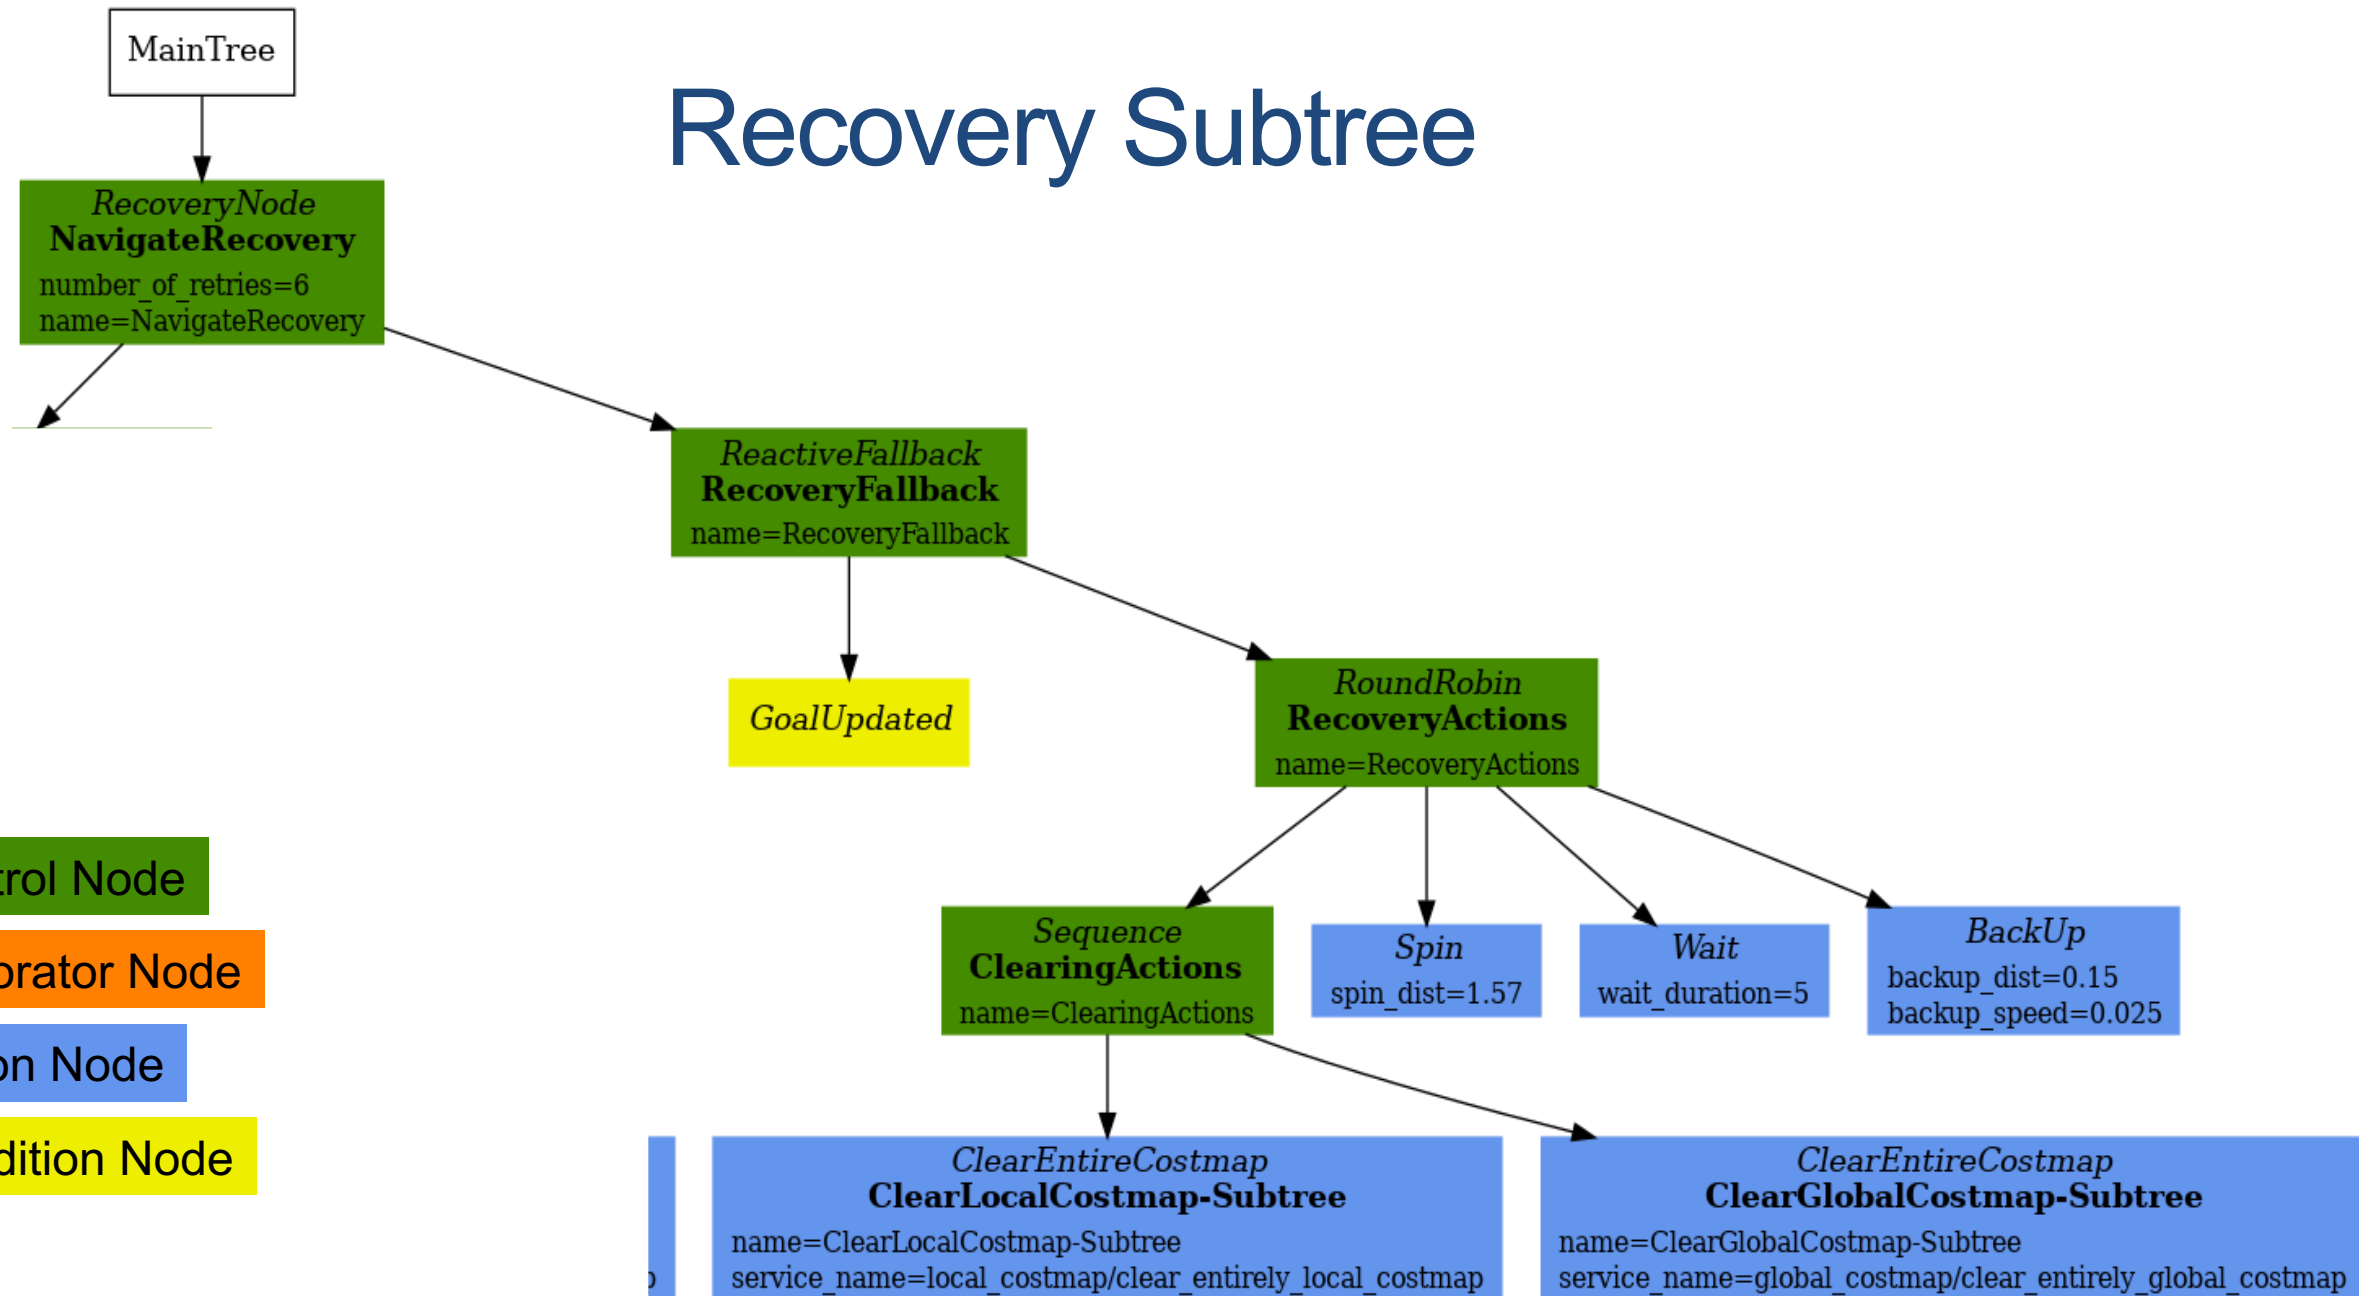 MainTree
Recovery Subtree
RecoveryNode
NavigateRecovery
number_of_retries=6
name=NavigateRecovery
ReactiveFallback
RecoveryFallback
name=RecoveryFallback
GoalUpdated
RoundRobin
RecoveryActions
name=RecoveryActions
trol Node
orator Node
on Node
dition Node
Sequence
ClearingActions
name=ClearingActions
Spin
spin_dist=1.57
Wait
wait_duration=5
BackUp
backup_dist=0.15
backup_speed=0.025
ClearEntireCostmap
ClearLocalCostmap-Subtree
name=ClearLocalCostmap-Subtree
service_name=local_costmap/clear_entirely_local_costmap
ClearEntireCostmap
ClearGlobalCostmap-Subtree
name=ClearGlobalCostmap-Subtree
service_name=global_costmap/clear_entirely_global_costmap